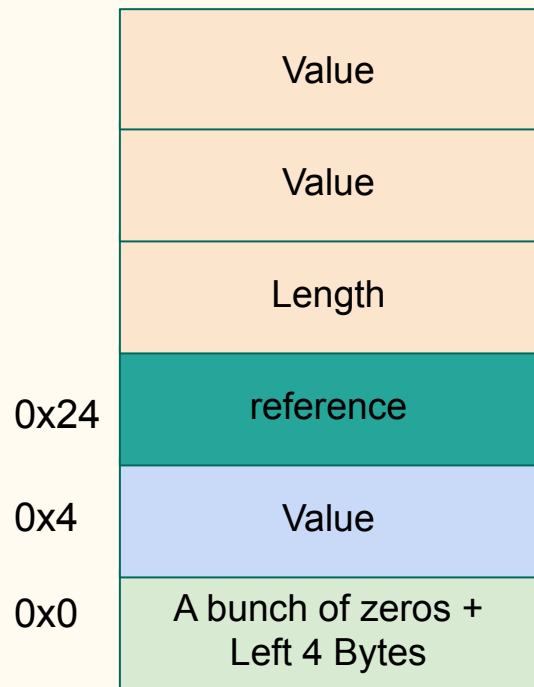 Value
Value
Length
0x24 reference
0x4 Value
0x0 A bunch of zeros +
Left 4 Bytes